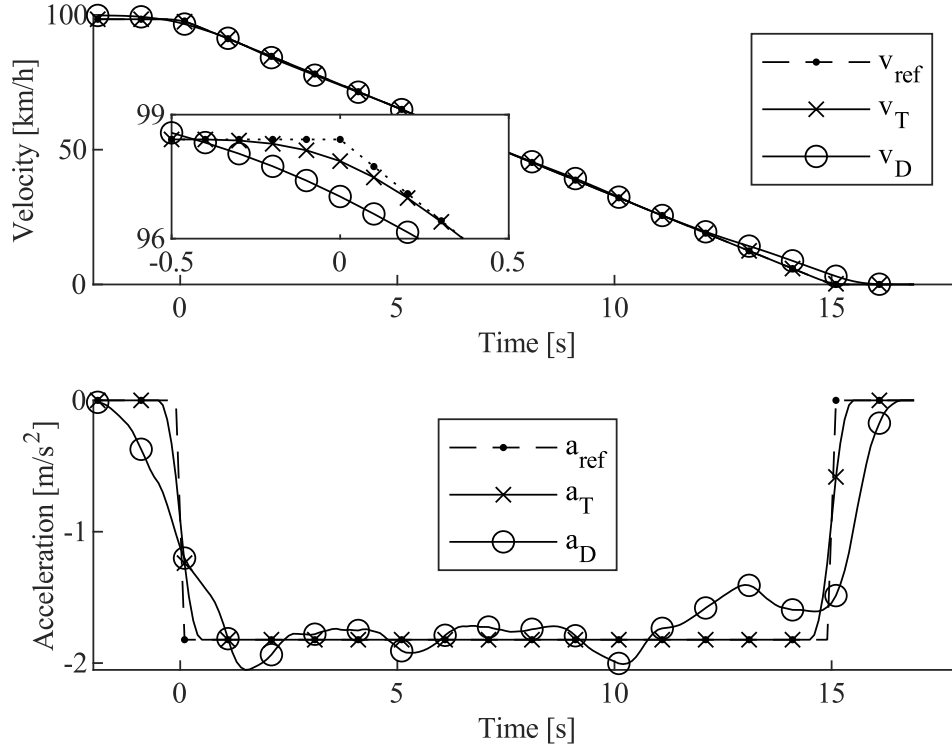 100
50
0
Velocity [km/h]
v_ref
v_T
v_D
99
96
-0.5
0
0.5
0
5
10
15
Time [s]
0
-1
-2
Acceleration [m/s^2]
a_ref
a_T
a_D
0
5
10
15
Time [s]